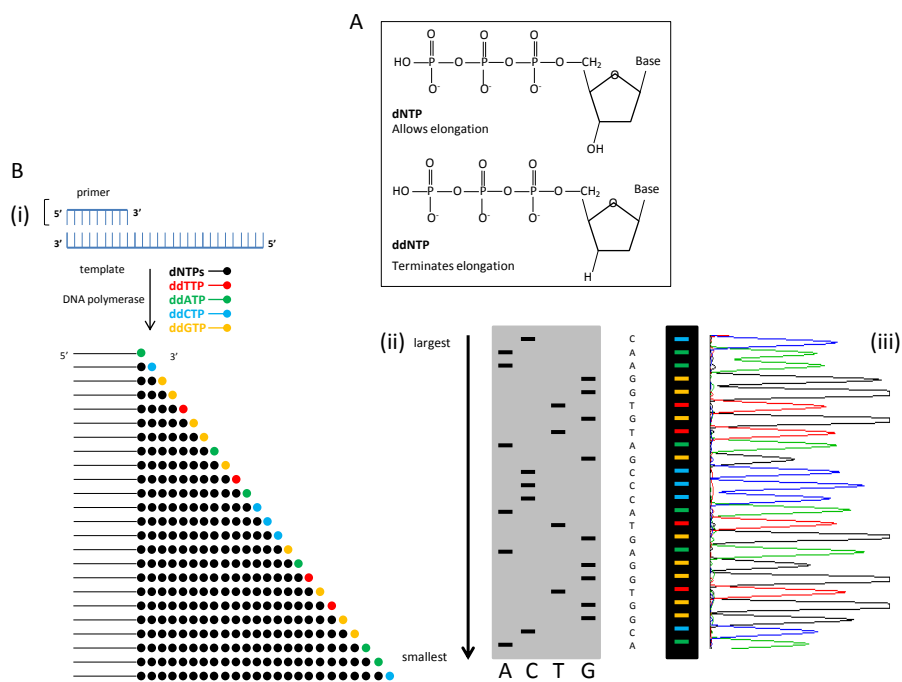 A
O O O
HO P O P O P O CH₂ Base
O⁻ O⁻ O⁻ O
dNTP
Allows elongation
OH
O O O
HO P O P O P O CH₂ Base
O⁻ O⁻ O⁻ O
ddNTP
Terminates elongation
H
B
(i)
primer
5’ 3’
3’ 5’
template
DNA polymerase
dNTPs
ddTTP
ddATP
ddCTP
ddGTP
5’ 3’
(ii)
largest
smallest
A C T G
C
A
A
G
G
T
G
T
A
G
C
C
C
A
T
G
A
G
G
T
G
G
C
A
(iii)